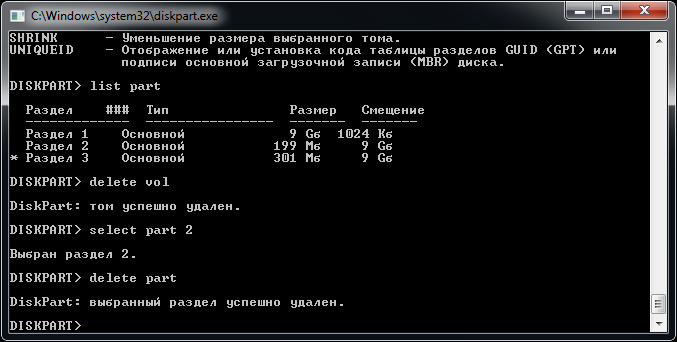 C:\Windows\system32\diskpart.exe
SHRINK - Уменьшение размера выбранного тома.
UNIQUEID - Отображение или установка кода таблицы разделов GUID (GPT) или
подписи основной загрузочной записи (MBR) диска.
DISKPART> list part
Раздел ### Тип Размер Смещение
------------- ---------------- ------- --------
Раздел 1 Основной 9 Gб 1024 Kб
Раздел 2 Основной 199 Mб 9 Gб
* Раздел 3 Основной 301 Mб 9 Gб
DISKPART> delete vol
DiskPart: том успешно удален.
DISKPART> select part 2
Выбран раздел 2.
DISKPART> delete part
DiskPart: выбранный раздел успешно удален.
DISKPART>